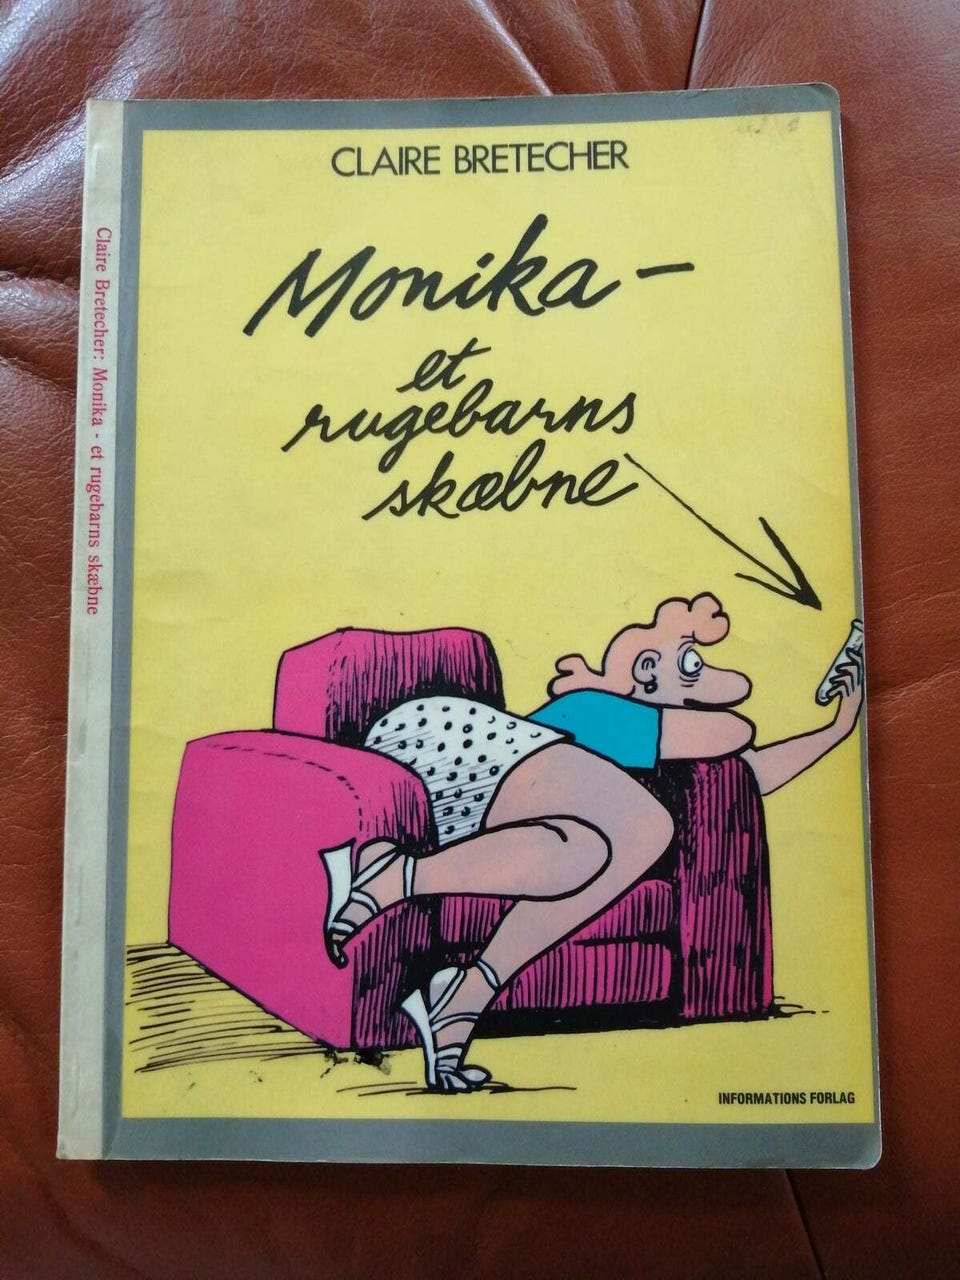 CLAIRE BRETECHER
Monika –
et
rugebarns
skæbne
INFORMATIONS FORLAG
Claire Bretecher: Monika - et rugebarns skæbne